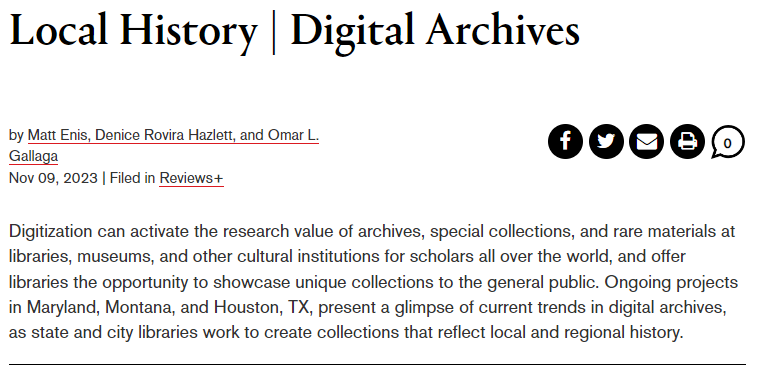 Local History | Digital Archives
by Matt Enis, Denice Rovira Hazlett, and Omar L.
Gallaga
Nov 09, 2023 | Filed in Reviews+
0
Digitization can activate the research value of archives, special collections, and rare materials at
libraries, museums, and other cultural institutions for scholars all over the world, and offer
libraries the opportunity to showcase unique collections to the general public. Ongoing projects
in Maryland, Montana, and Houston, TX, present a glimpse of current trends in digital archives,
as state and city libraries work to create collections that reflect local and regional history.